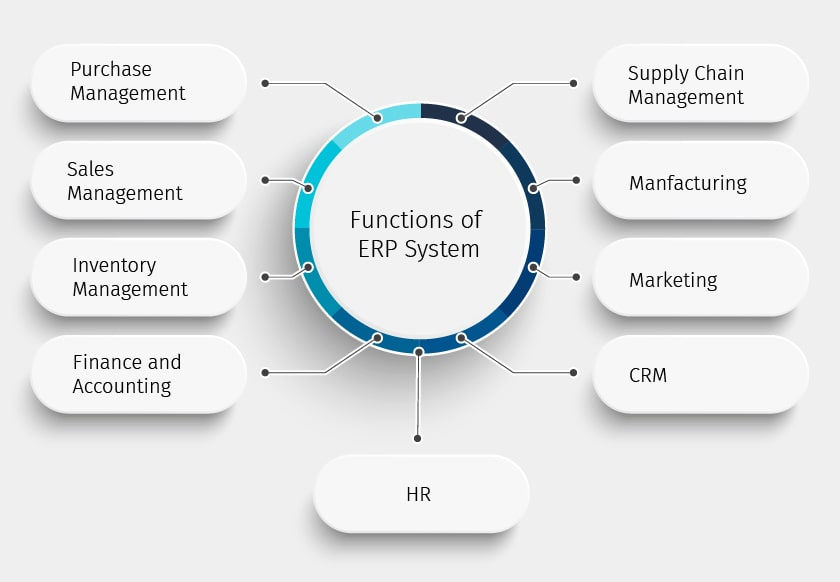 Purchase
Management
Sales
Management
Inventory
Management
Finance and
Accounting
Functions of
ERP System
Supply Chain
Management
Manfacturing
Marketing
CRM
HR